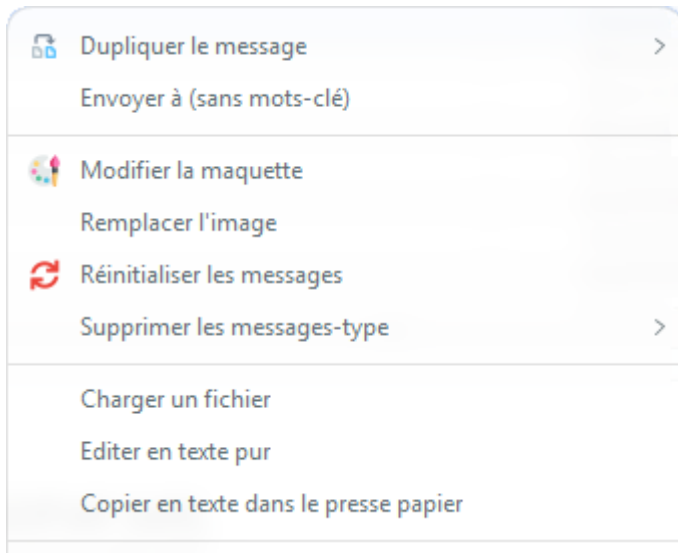 Dupliquer le message
Envoyer à (sans mots-clé)
Modifier la maquette
Remplacer l'image
Réinitialiser les messages
Supprimer les messages-type
Charger un fichier
Editer en texte pur
Copier en texte dans le presse papier